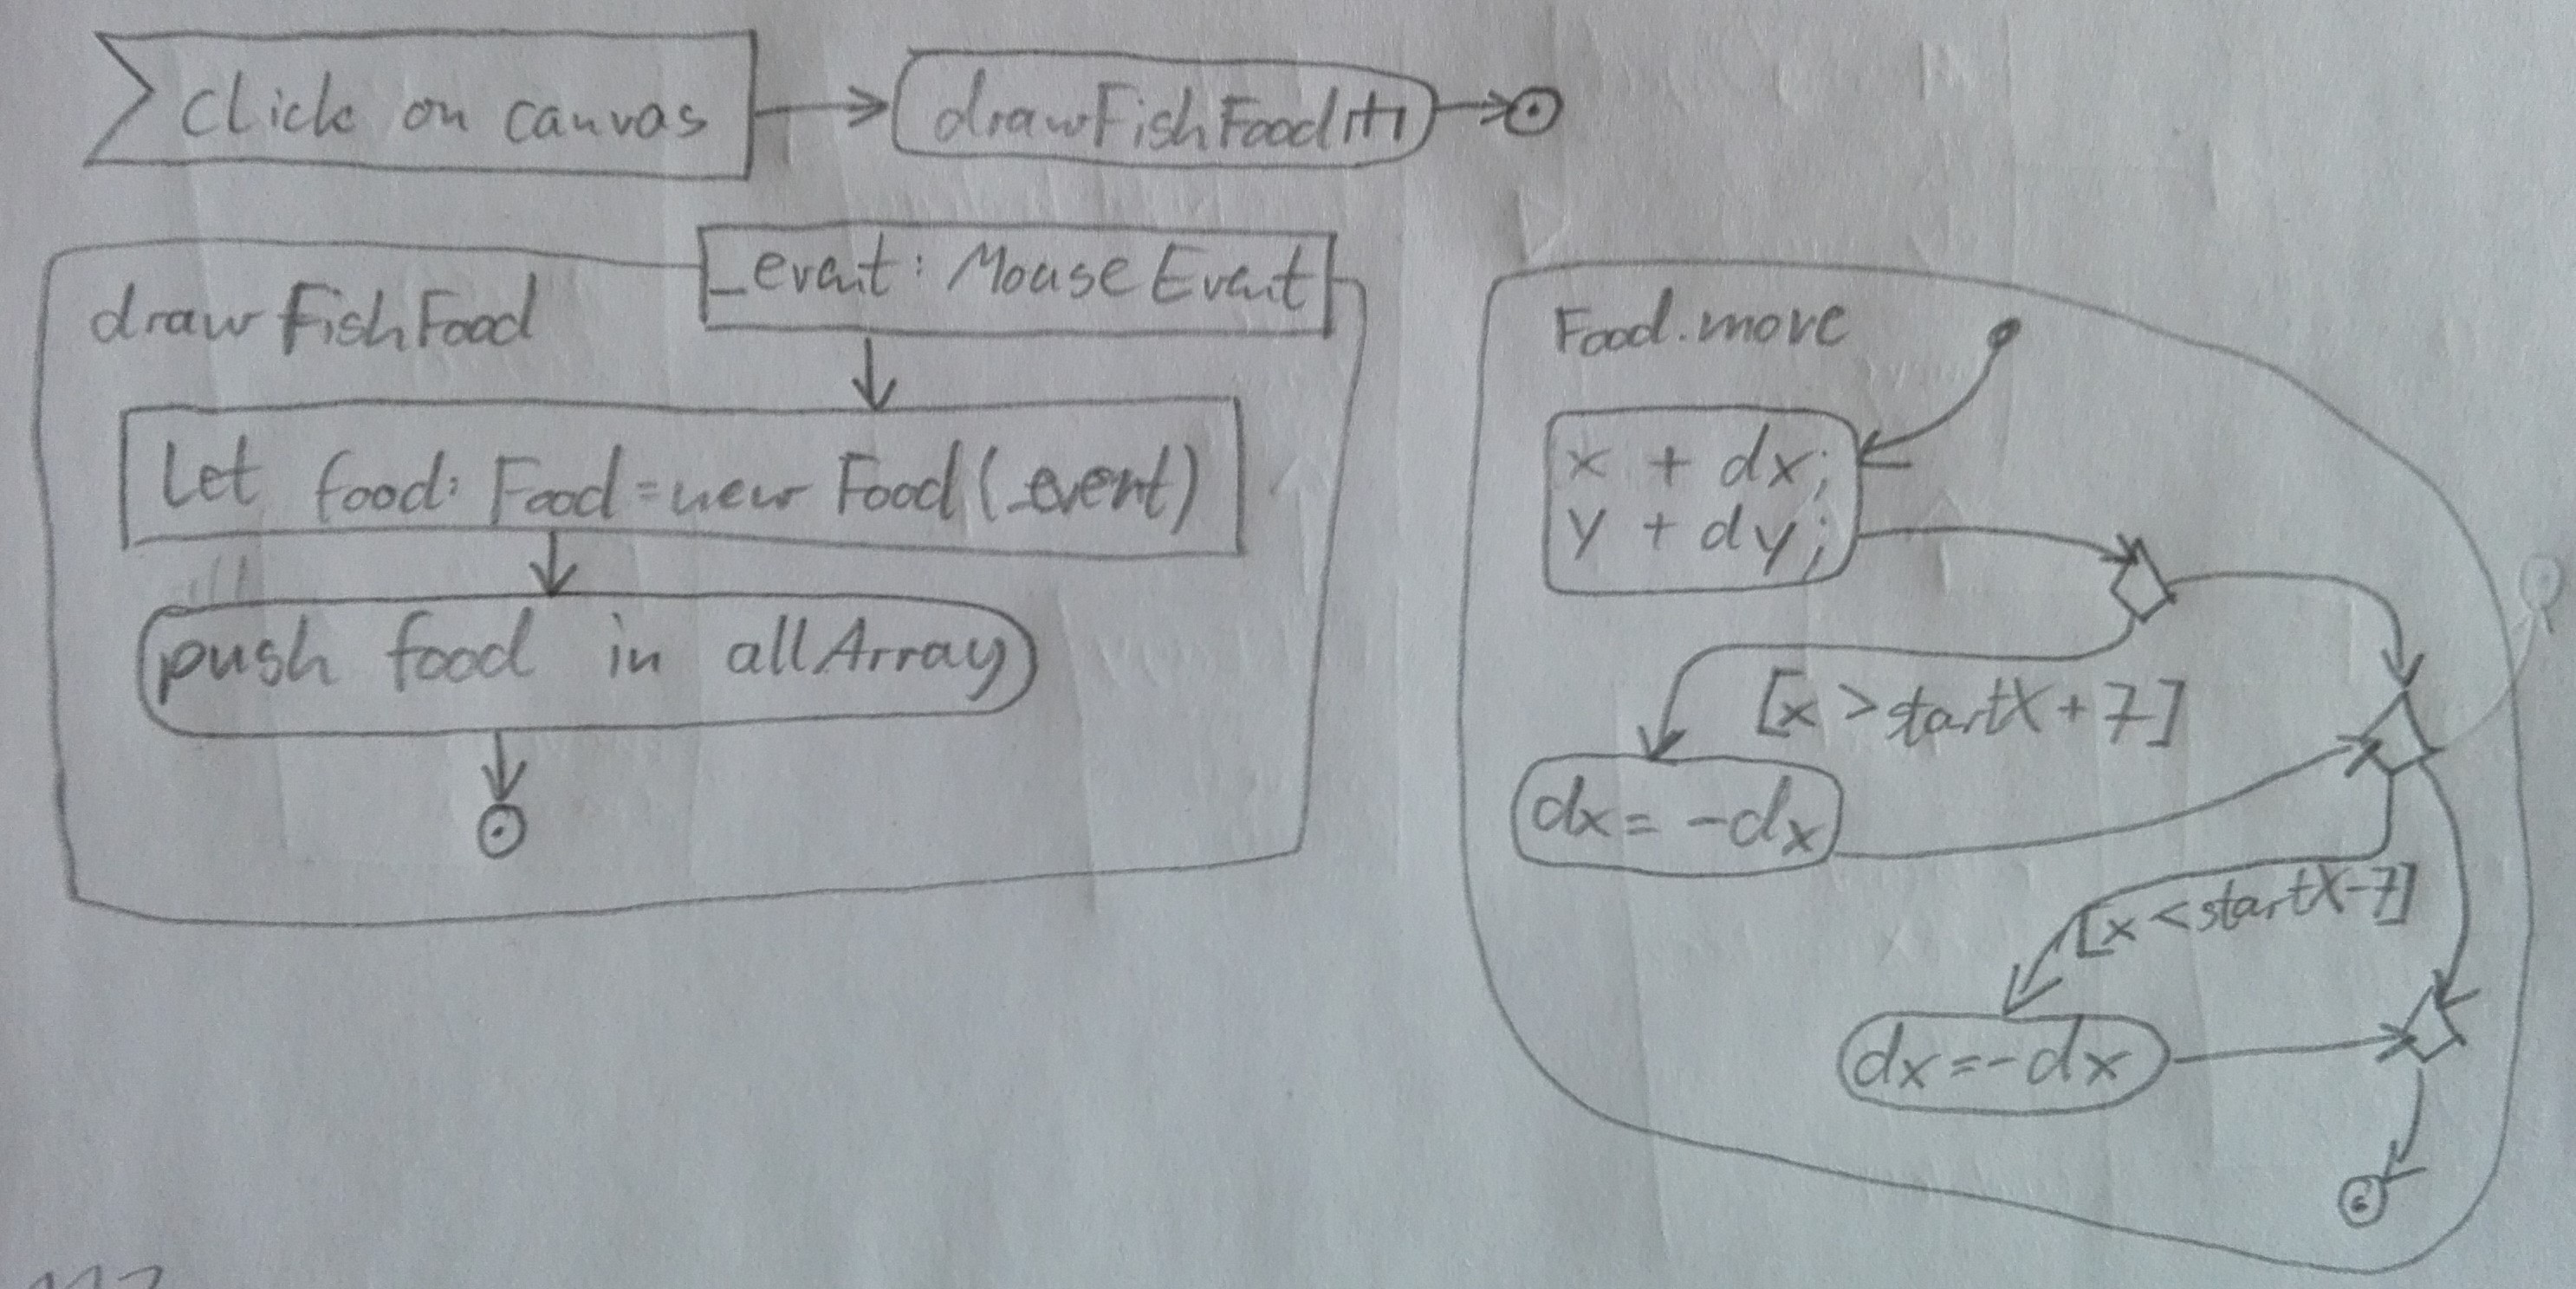 Click on canvas
drawFishFood
_event: MouseEvent
drawFishFood
Let food: Food = new Food(_event)
push food in allArray
Food.move
x + dx;
y + dy;
[x > startX + 7]
dx = -dx
[x < startX - 7]
dx = -dx